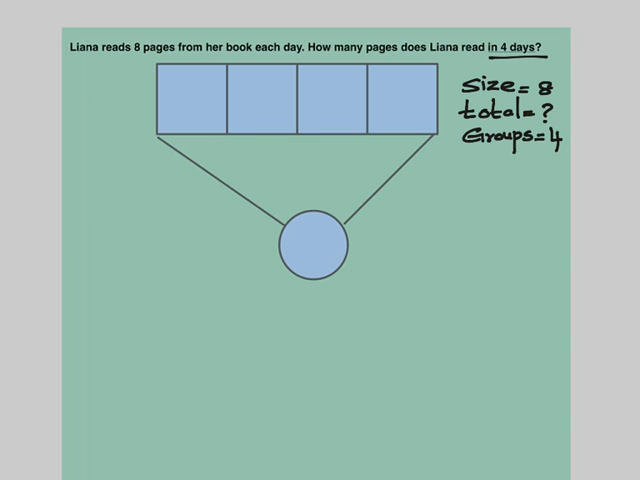 Liana reads 8 pages from her book each day. How many pages does Liana read in 4 days?
Size = 8
total = ?
Groups = 4